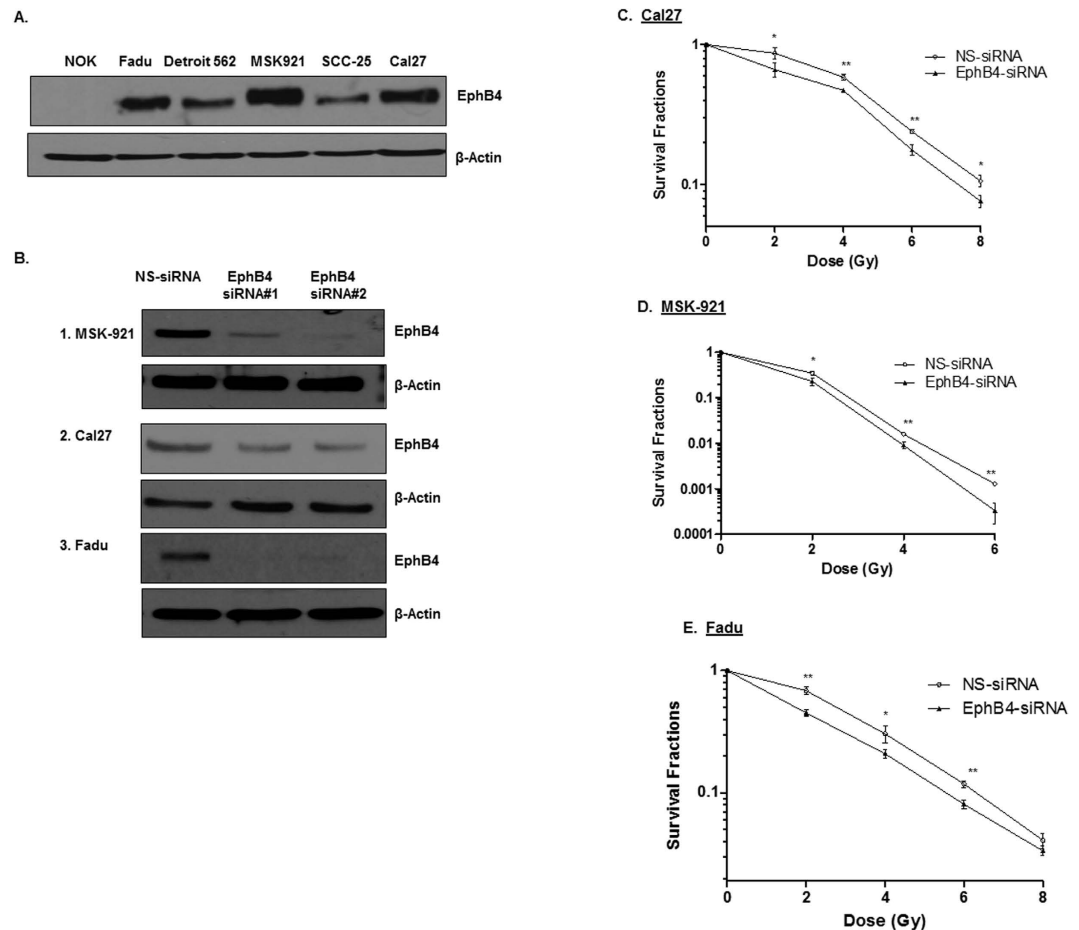 A.
NOK Fadu Detroit 562 MSK921 SCC-25 Cal27
EphB4
β-Actin
B.
NS-siRNA EphB4 siRNA#1 EphB4 siRNA#2
1. MSK-921
EphB4
β-Actin
2. Cal27
EphB4
β-Actin
3. Fadu
EphB4
β-Actin
C. Cal27
NS-siRNA
EphB4-siRNA
Survival Fractions
1
0.1
* ** ** *
0 2 4 6 8
Dose (Gy)
D. MSK-921
NS-siRNA
EphB4-siRNA
Survival Fractions
1
0.1
0.01
0.001
0.0001
* ** **
0 2 4 6
Dose (Gy)
E. Fadu
NS-siRNA
EphB4-siRNA
Survival Fractions
1
0.1
** * **
0 2 4 6 8
Dose (Gy)